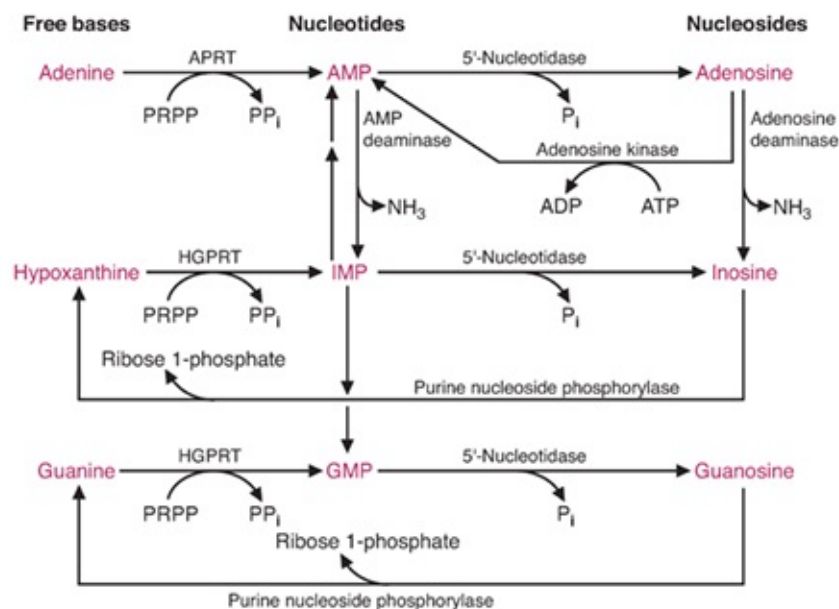 Free bases Nucleotides Nucleosides
APRT 5'-Nucleotidase
Adenine AMP Adenosine
PRPP PPi Pi
AMP
deaminase
Adenosine
deaminase
Adenosine kinase
NH3 ADP ATP NH3
HGPRT 5'-Nucleotidase
Hypoxanthine IMP Inosine
PRPP PPi Pi
Ribose 1-phosphate
Purine nucleoside phosphorylase
HGPRT 5'-Nucleotidase
Guanine GMP Guanosine
PRPP PPi Pi
Ribose 1-phosphate
Purine nucleoside phosphorylase